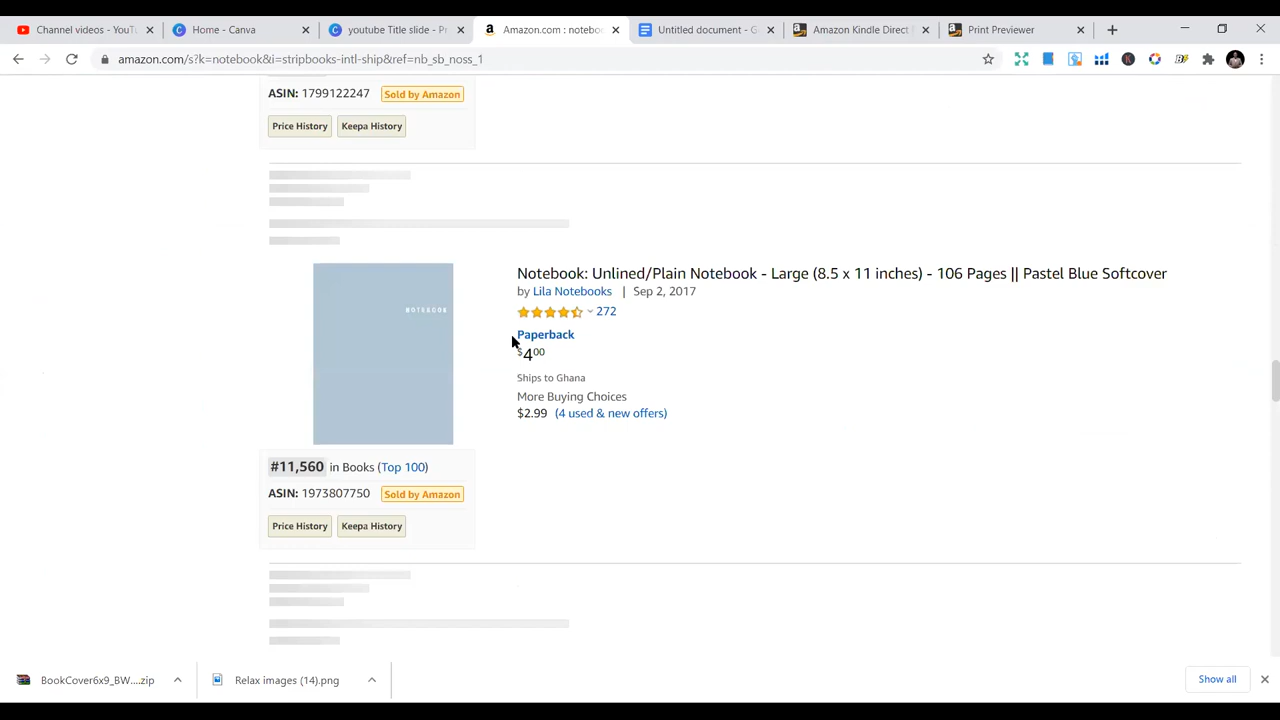 Channel videos - YouTu
Home - Canva
youtube Title slide - Pr
Amazon.com : notebo
Untitled document - G
Amazon Kindle Direct
Print Previewer
amazon.com/s?k=notebook&i=stripbooks-intl-ship&ref=nb_sb_noss_1
ASIN: 1799122247 Sold by Amazon
Price History Keepa History
NOTEBOOK
Notebook: Unlined/Plain Notebook - Large (8.5 x 11 inches) - 106 Pages || Pastel Blue Softcover
by Lila Notebooks | Sep 2, 2017
272
Paperback
$4 00
Ships to Ghana
More Buying Choices
$2.99 (4 used & new offers)
#11,560 in Books (Top 100)
ASIN: 1973807750 Sold by Amazon
Price History Keepa History
BookCover6x9_BW....zip
Relax images (14).png
Show all